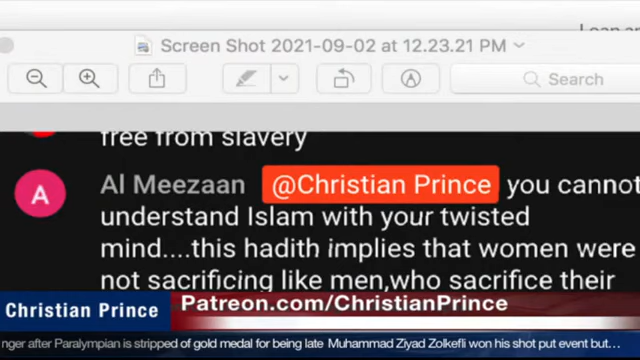 Screen Shot 2021-09-02 at 12.23.21 PM
Search
free from slavery
A
Al Meezaan @Christian Prince you cannot
understand Islam with your twisted
mind....this hadith implies that women were
not sacrificing like men,who sacrifice their
Christian Prince
Patreon.com/ChristianPrince
nger after Paralympian is stripped of gold medal for being late Muhammad Ziyad Zolkefli won his shot put event but...